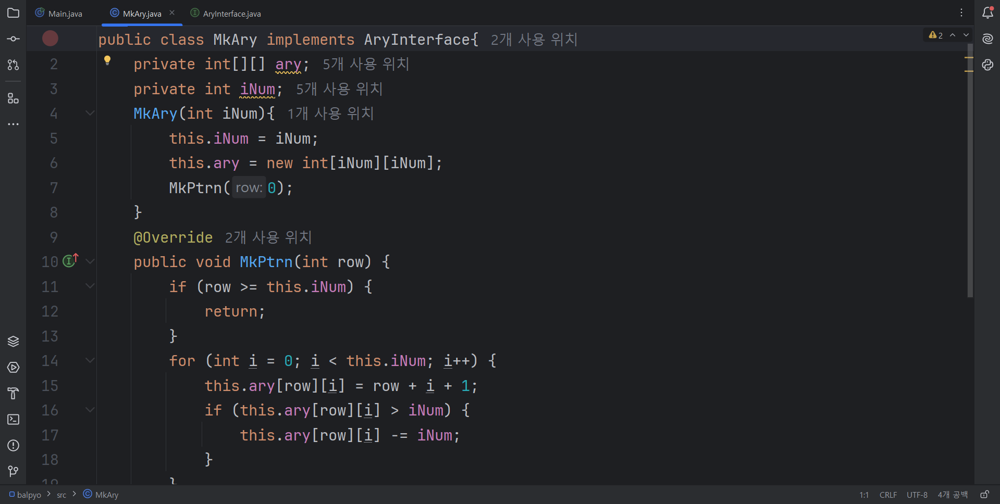 Main.java MkAry.java AryInterface.java
public class MkAry implements AryInterface{ 2개 사용 위치 2
2 private int[][] ary; 5개 사용 위치
3 private int iNum; 5개 사용 위치
4 MkAry(int iNum){ 1개 사용 위치
5 this.iNum = iNum;
6 this.ary = new int[iNum][iNum];
7 MkPtrn( row: 0);
8 }
9 @Override 2개 사용 위치
10 public void MkPtrn(int row) {
11 if (row >= this.iNum) {
12 return;
13 }
14 for (int i = 0; i < this.iNum; i++) {
15 this.ary[row][i] = row + i + 1;
16 if (this.ary[row][i] > iNum) {
17 this.ary[row][i] -= iNum;
18 }
19 }
balpyo > src > MkAry 1:1 CRLF UTF-8 4개 공백